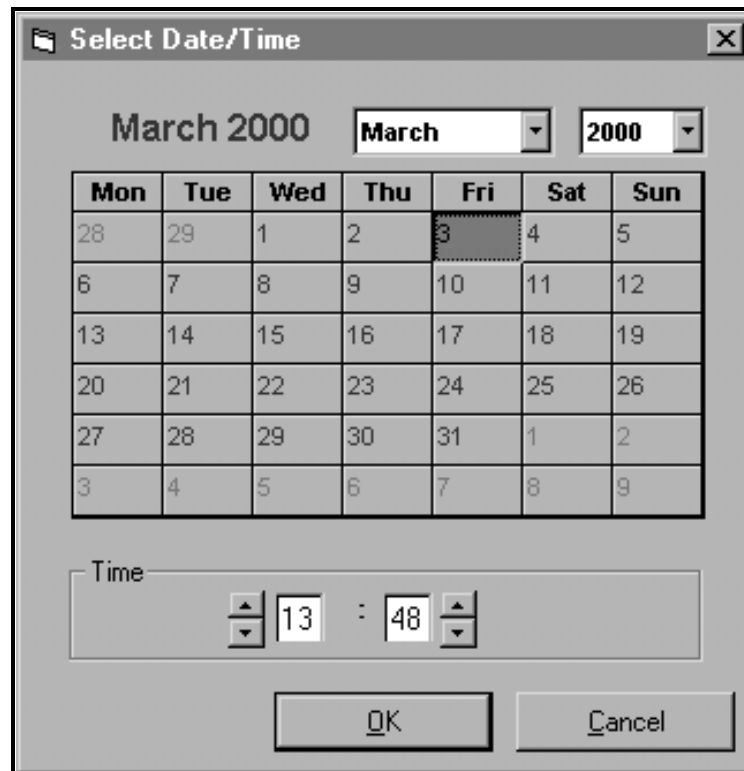 Select Date/Time
March 2000 March 2000
Mon Tue Wed Thu Fri Sat Sun
28 29 1 2 3 4 5
6 7 8 9 10 11 12
13 14 15 16 17 18 19
20 21 22 23 24 25 26
27 28 29 30 31 1 2
3 4 5 6 7 8 9
Time
13 : 48
OK Cancel